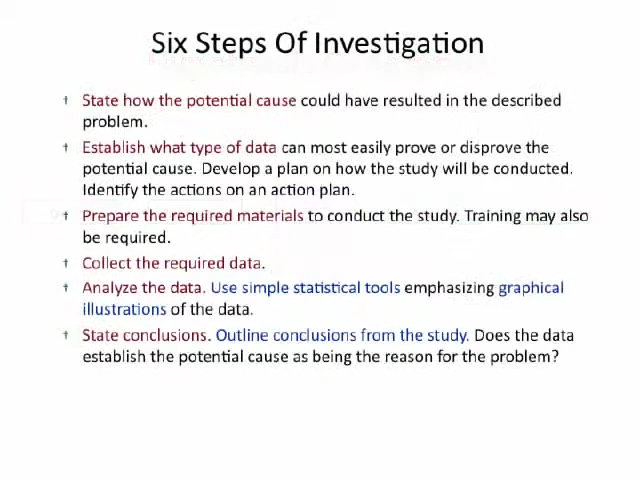 Six Steps Of Investigation
† State how the potential cause could have resulted in the described
problem.
† Establish what type of data can most easily prove or disprove the
potential cause. Develop a plan on how the study will be conducted.
Identify the actions on an action plan.
† Prepare the required materials to conduct the study. Training may also
be required.
† Collect the required data.
† Analyze the data. Use simple statistical tools emphasizing graphical
illustrations of the data.
† State conclusions. Outline conclusions from the study. Does the data
establish the potential cause as being the reason for the problem?